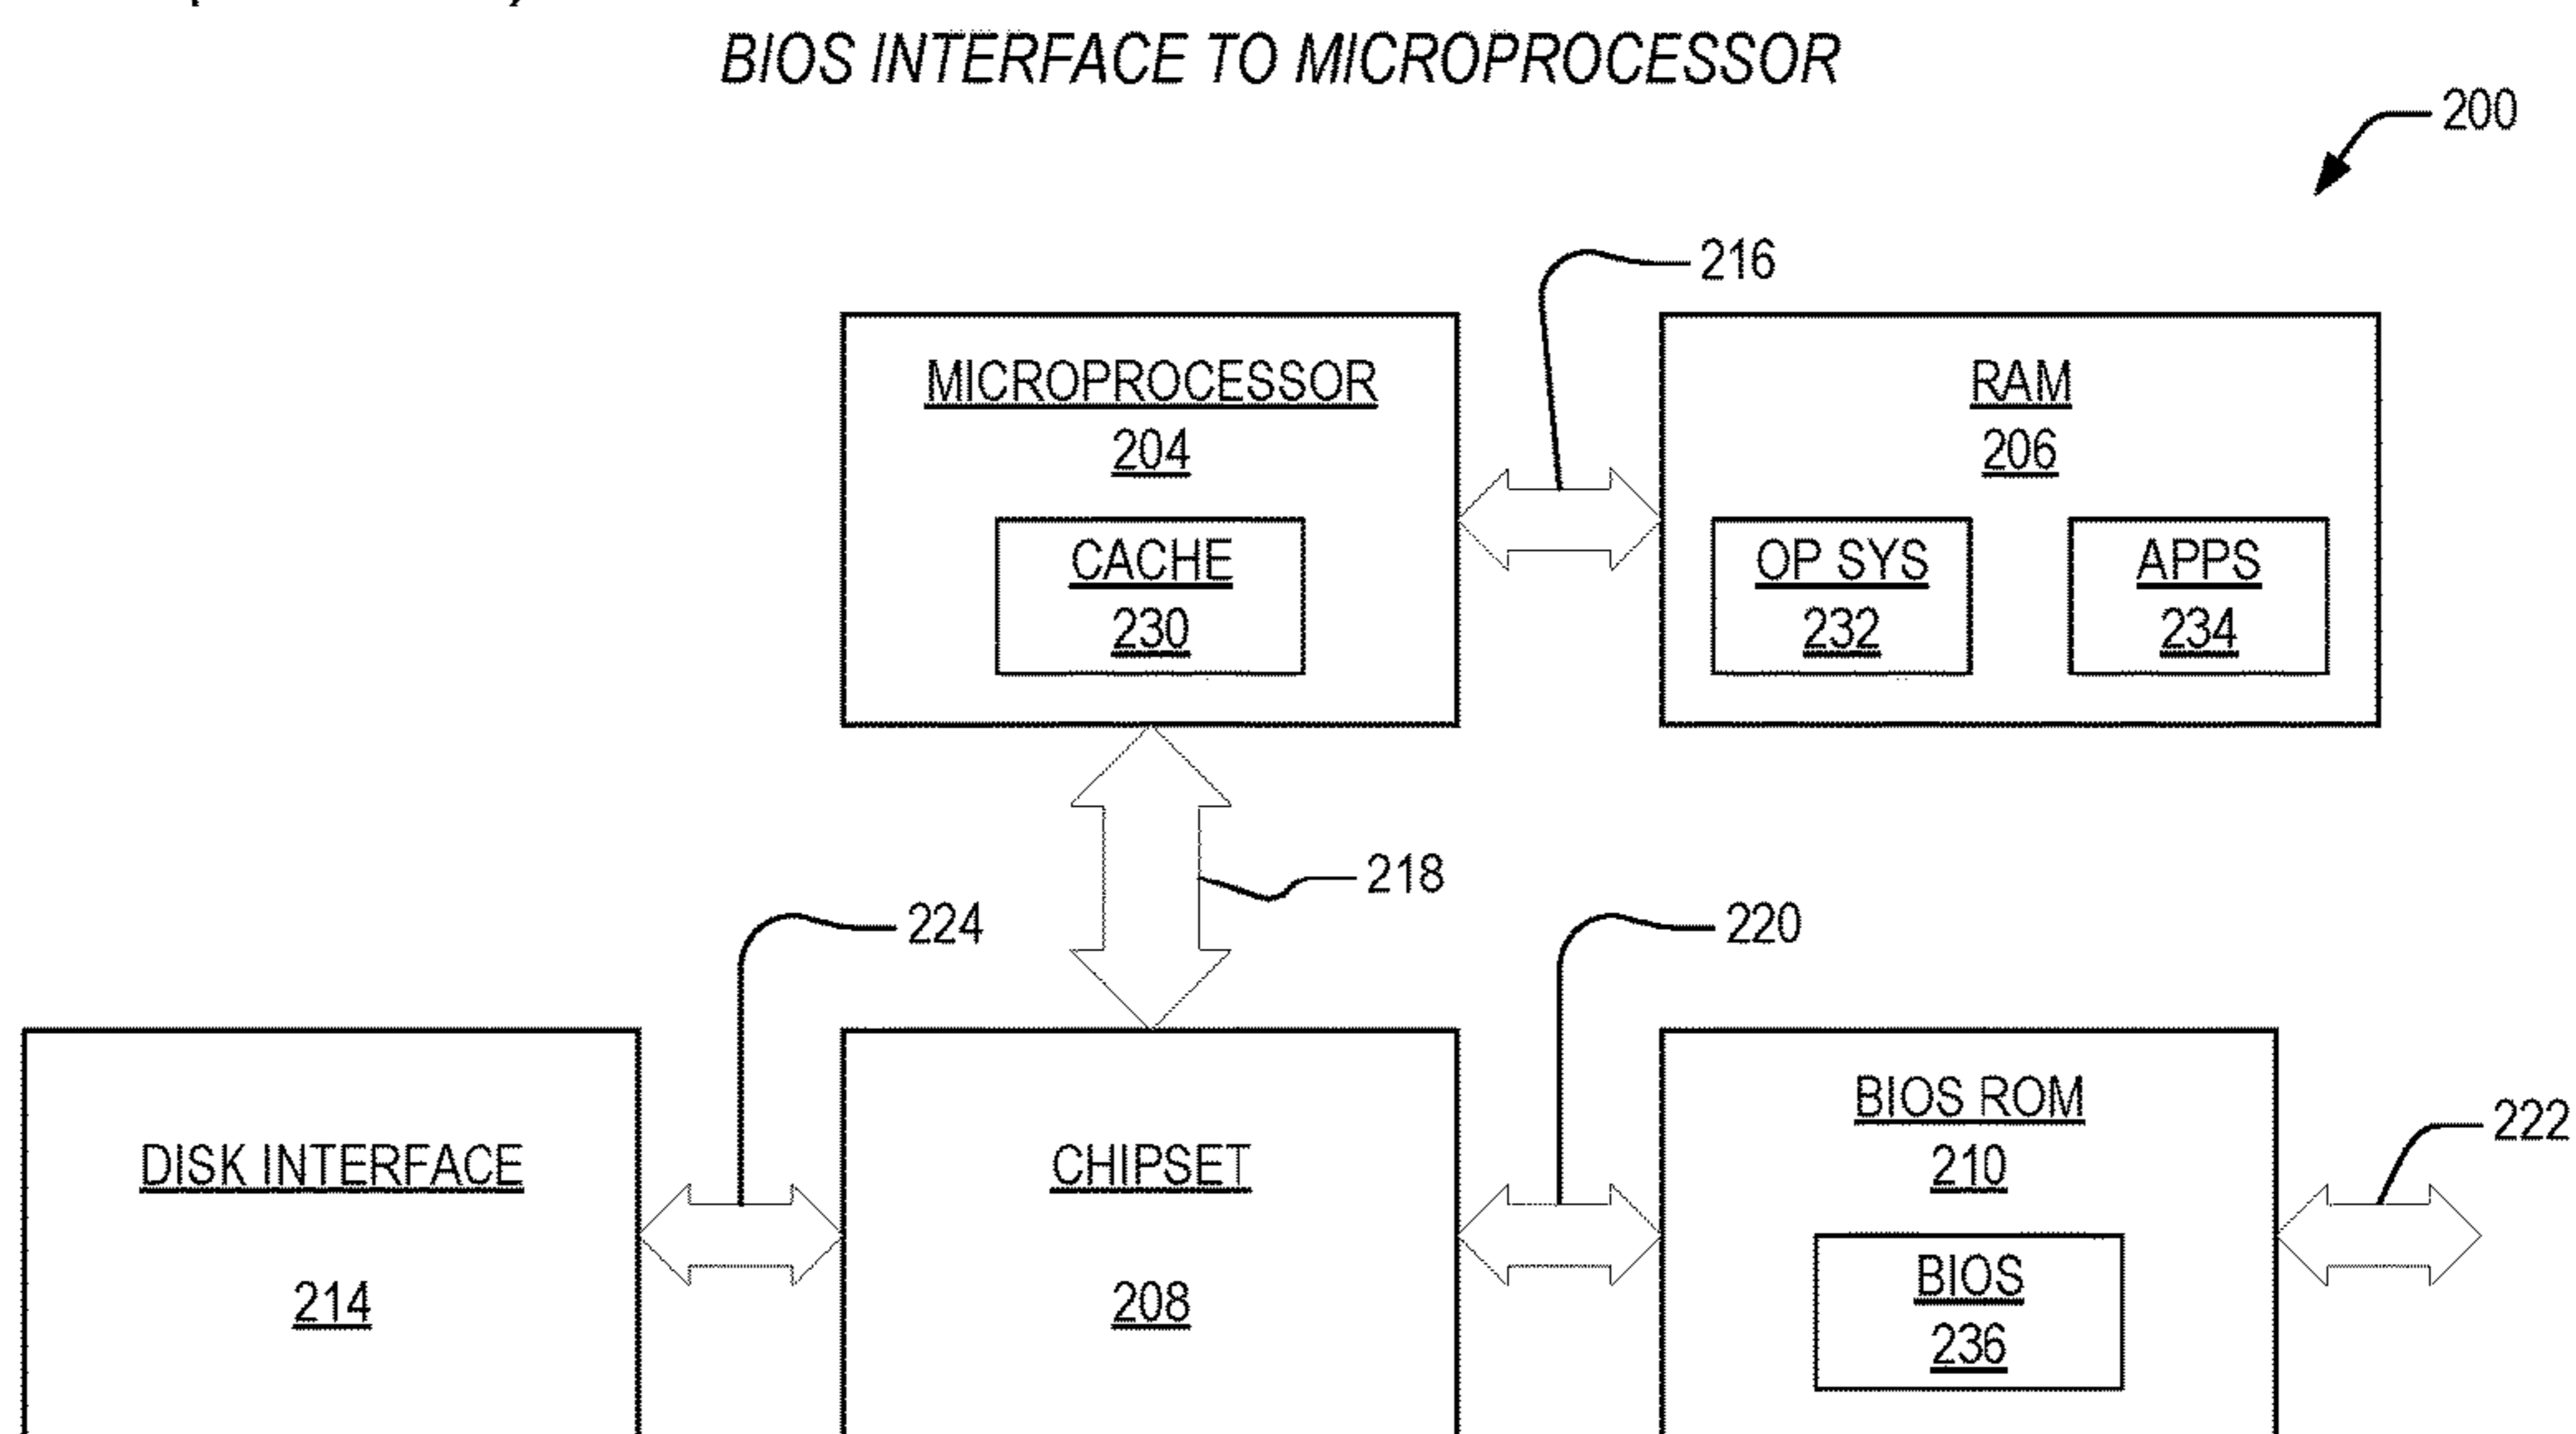 BIOS INTERFACE TO MICROPROCESSOR
200
216
MICROPROCESSOR
204
CACHE
230
RAM
206
OP SYS
232
APPS
234
218
224
220
DISK INTERFACE
214
CHIPSET
208
BIOS ROM
210
BIOS
236
222